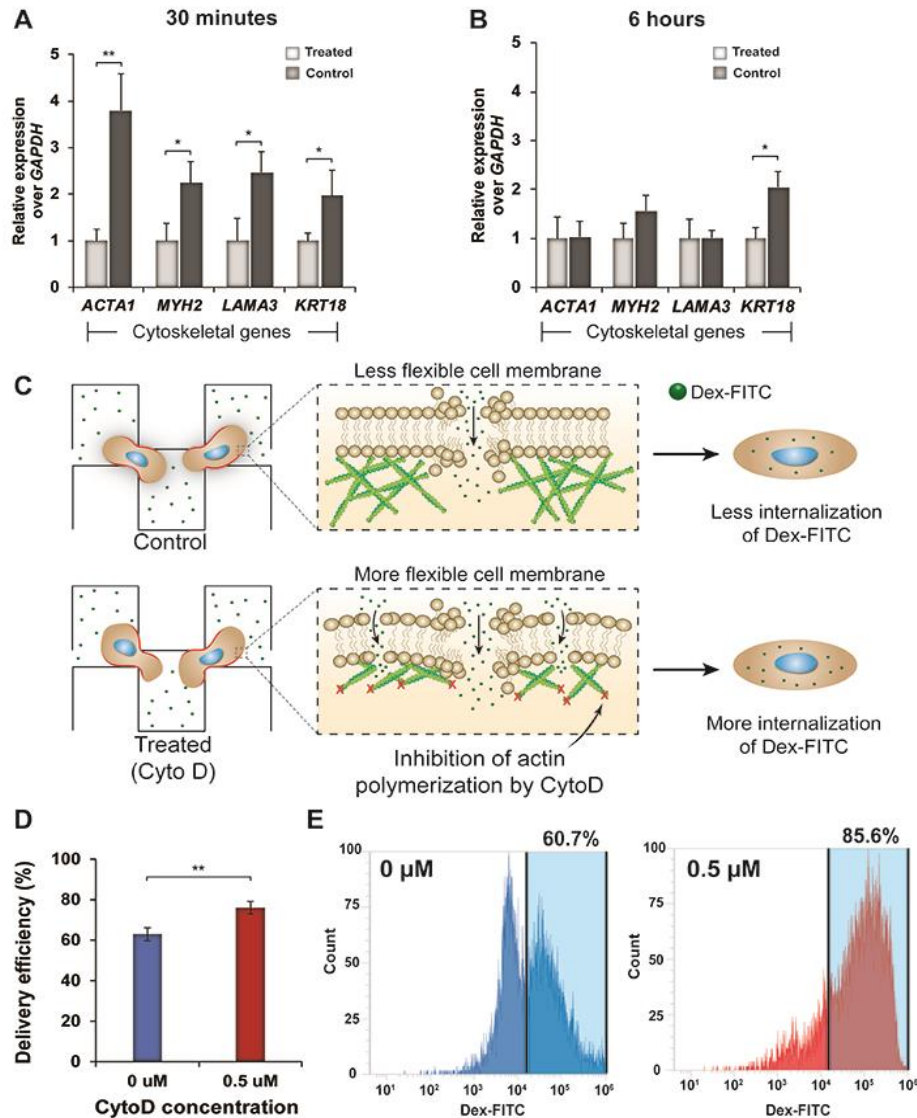 A
30 minutes
Relative expression
over GAPDH
5
4
3
2
1
0
Treated
Control
**
*
*
*
ACTA1 MYH2 LAMA3 KRT18
Cytoskeletal genes
B
6 hours
Relative expression
over GAPDH
5
4
3
2
1
0
Treated
Control
*
ACTA1 MYH2 LAMA3 KRT18
Cytoskeletal genes
C
Control
Less flexible cell membrane
Dex-FITC
Less internalization
of Dex-FITC
Treated
(Cyto D)
More flexible cell membrane
Inhibition of actin
polymerization by CytoD
More internalization
of Dex-FITC
D
Delivery efficiency (%)
100
80
60
40
20
0
**
0 uM 0.5 uM
CytoD concentration
E
60.7%
0 µM
Count
100
75
50
25
0
10¹ 10² 10³ 10⁴ 10⁵ 10⁶
Dex-FITC
85.6%
0.5 µM
Count
100
75
50
25
0
10¹ 10² 10³ 10⁴ 10⁵ 10⁶
Dex-FITC